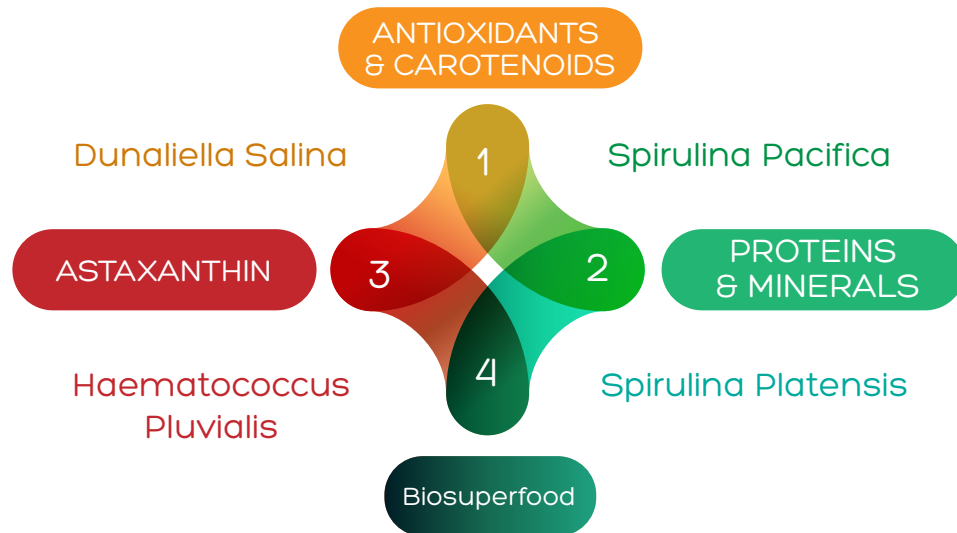 ANTIOXIDANTS
& CAROTENOIDS
Dunaliella Salina
1
Spirulina Pacifica
ASTAXANTHIN
3
2
PROTEINS
& MINERALS
Haematococcus
Pluvialis
4
Spirulina Platensis
Biosuperfood